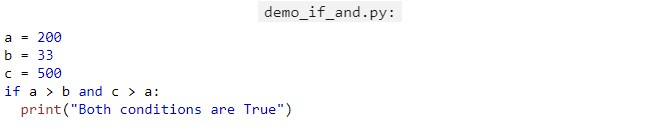 demo_if_and.py:
a = 200
b = 33
c = 500
if a > b and c > a:
  print("Both conditions are True")